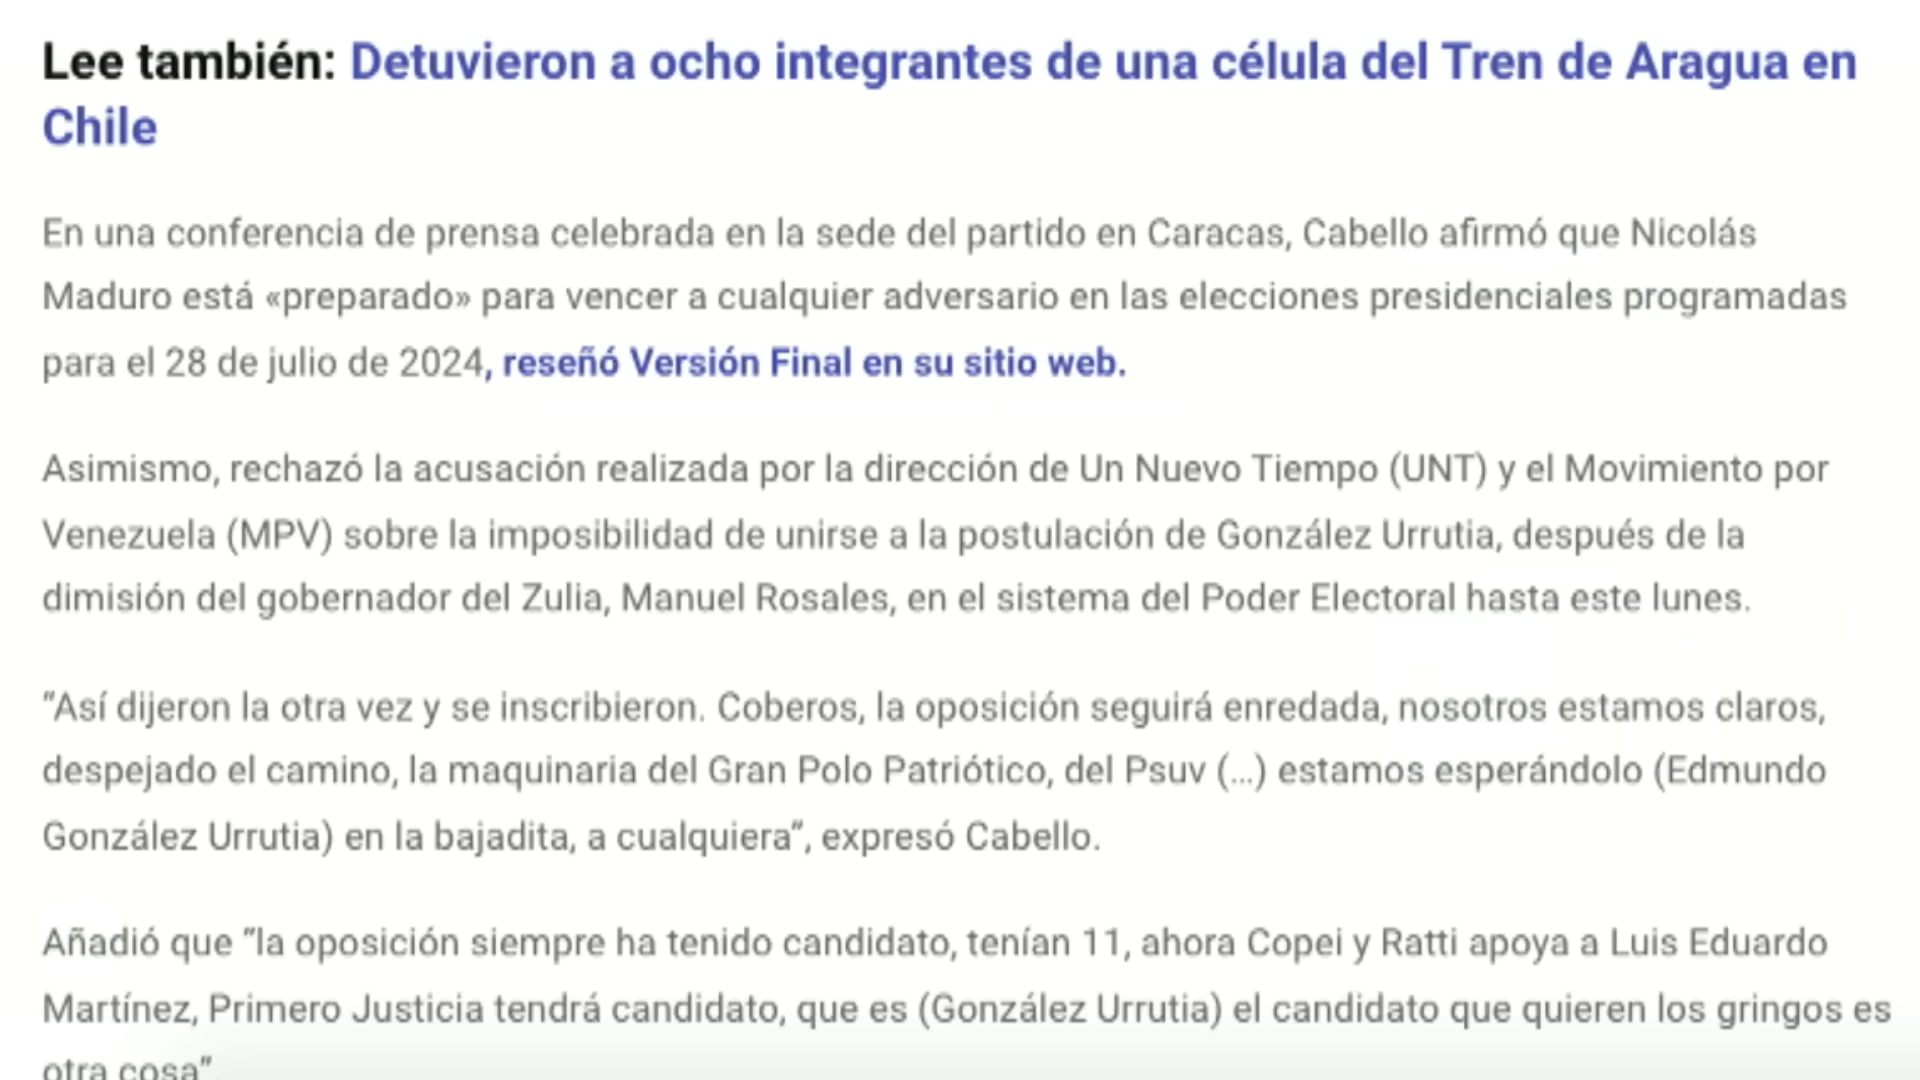 Lee también: Detuvieron a ocho integrantes de una célula del Tren de Aragua en
Chile
En una conferencia de prensa celebrada en la sede del partido en Caracas, Cabello afirmó que Nicolás
Maduro está «preparado» para vencer a cualquier adversario en las elecciones presidenciales programadas
para el 28 de julio de 2024, reseñó Versión Final en su sitio web.
Asimismo, rechazó la acusación realizada por la dirección de Un Nuevo Tiempo (UNT) y el Movimiento por
Venezuela (MPV) sobre la imposibilidad de unirse a la postulación de González Urrutia, después de la
dimisión del gobernador del Zulia, Manuel Rosales, en el sistema del Poder Electoral hasta este lunes.
“Así dijeron la otra vez y se inscribieron. Coberos, la oposición seguirá enredada, nosotros estamos claros,
despejado el camino, la maquinaria del Gran Polo Patriótico, del Psuv (…) estamos esperándolo (Edmundo
González Urrutia) en la bajadita, a cualquiera”, expresó Cabello.
Añadió que “la oposición siempre ha tenido candidato, tenían 11, ahora Copei y Ratti apoya a Luis Eduardo
Martínez, Primero Justicia tendrá candidato, que es (González Urrutia) el candidato que quieren los gringos es
otra cosa”.